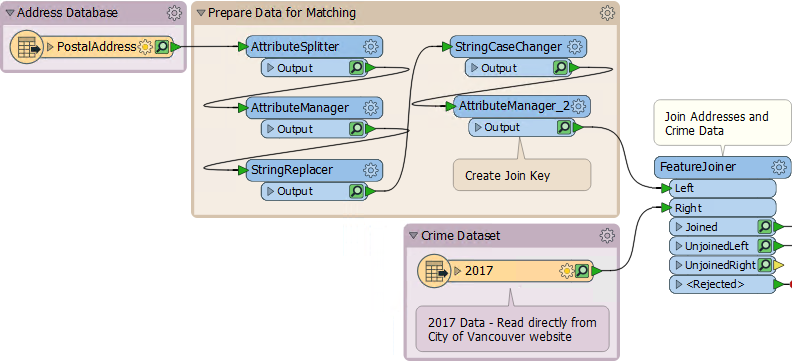 Address Database
PostalAddress
Prepare Data for Matching
AttributeSplitter
Output
AttributeManager
Output
StringReplacer
Output
StringCaseChanger
Output
AttributeManager_2
Output
Create Join Key
Crime Dataset
2017
2017 Data - Read directly from
City of Vancouver website
Join Addresses and
Crime Data
FeatureJoiner
Left
Right
Joined
UnjoinedLeft
UnjoinedRight
<Rejected>